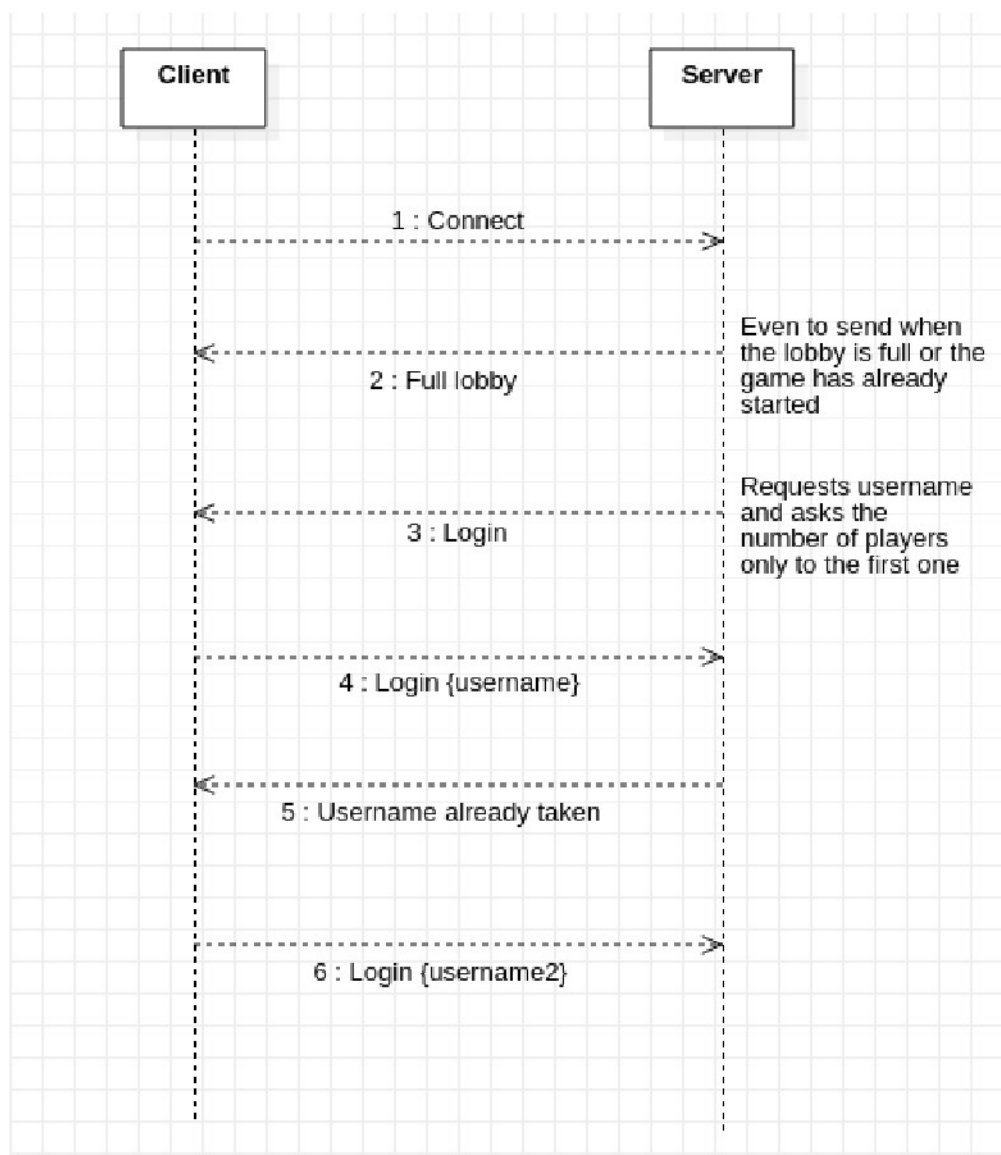 Client
Server
1 : Connect
Even to send when
the lobby is full or the
game has already
started
2 : Full lobby
Requests username
and asks the
number of players
only to the first one
3 : Login
4 : Login {username}
5 : Username already taken
6 : Login {username2}